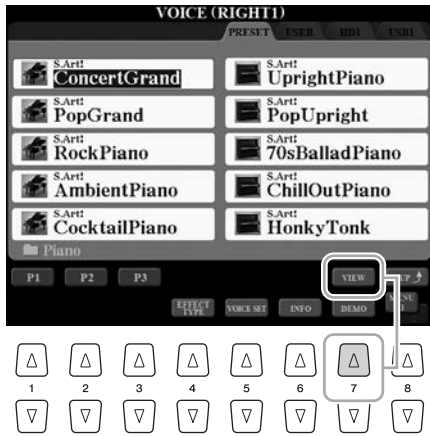 VOICE (RIGHT1)
PRESET USER HD1 USB1
S.Art!
ConcertGrand
S.Art!
UprightPiano
S.Art!
PopGrand
S.Art!
PopUpright
S.Art!
RockPiano
S.Art!
70sBalladPiano
S.Art!
AmbientPiano
S.Art!
ChillOutPiano
S.Art!
CocktailPiano
S.Art!
HonkyTonk
Piano
P1 P2 P3 VIEW
EFFECT TYPE VOICE SET INFO DEMO
1 2 3 4 5 6 7 8